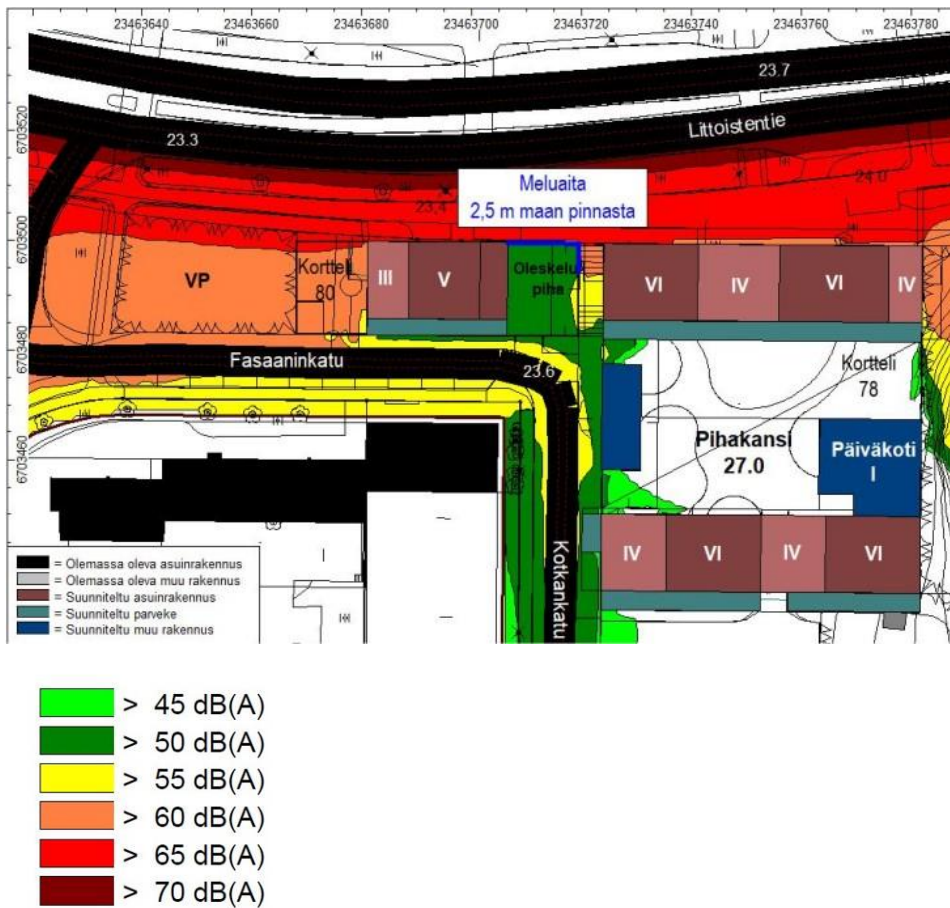 23463640 23463660 23463680 23463700 23463720 23463740 23463760 23463780
6703520
6703500
6703480
6703460
23.7
Littoistentie
23.3
Meluaita
2,5 m maan pinnasta
24.0
23,4
VP
Kortteli
80
III
V
Oleskelu
piha
VI
IV
VI
IV
Fasaaninkatu
23.6
Kortteli
78
Pihakansi
27.0
Päiväkoti
I
Kotkankatu
IV
VI
IV
VI
= Olemassa oleva asuinrakennus
= Olemassa oleva muu rakennus
= Suunniteltu asuinrakennus
= Suunniteltu parveke
= Suunniteltu muu rakennus
> 45 dB(A)
> 50 dB(A)
> 55 dB(A)
> 60 dB(A)
> 65 dB(A)
> 70 dB(A)